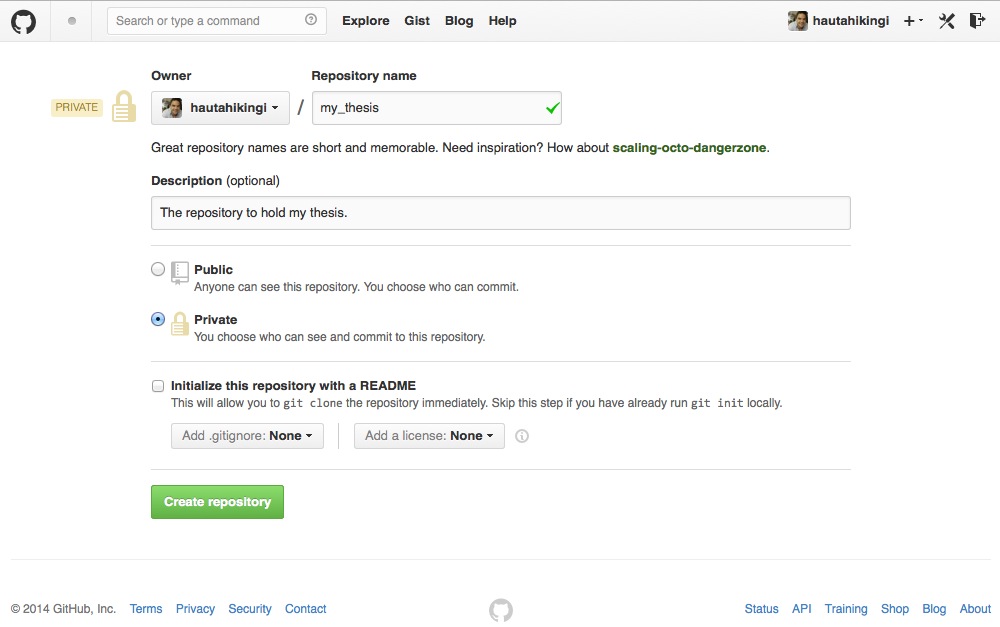 Search or type a command
Explore Gist Blog Help
hautahikingi
Owner
Repository name
PRIVATE
hautahikingi / my_thesis
Great repository names are short and memorable. Need inspiration? How about scaling-octo-dangerzone.
Description (optional)
The repository to hold my thesis.
Public
Anyone can see this repository. You choose who can commit.
Private
You choose who can see and commit to this repository.
Initialize this repository with a README
This will allow you to git clone the repository immediately. Skip this step if you have already run git init locally.
Add .gitignore: None
Add a license: None
Create repository
© 2014 GitHub, Inc. Terms Privacy Security Contact
Status API Training Shop Blog About